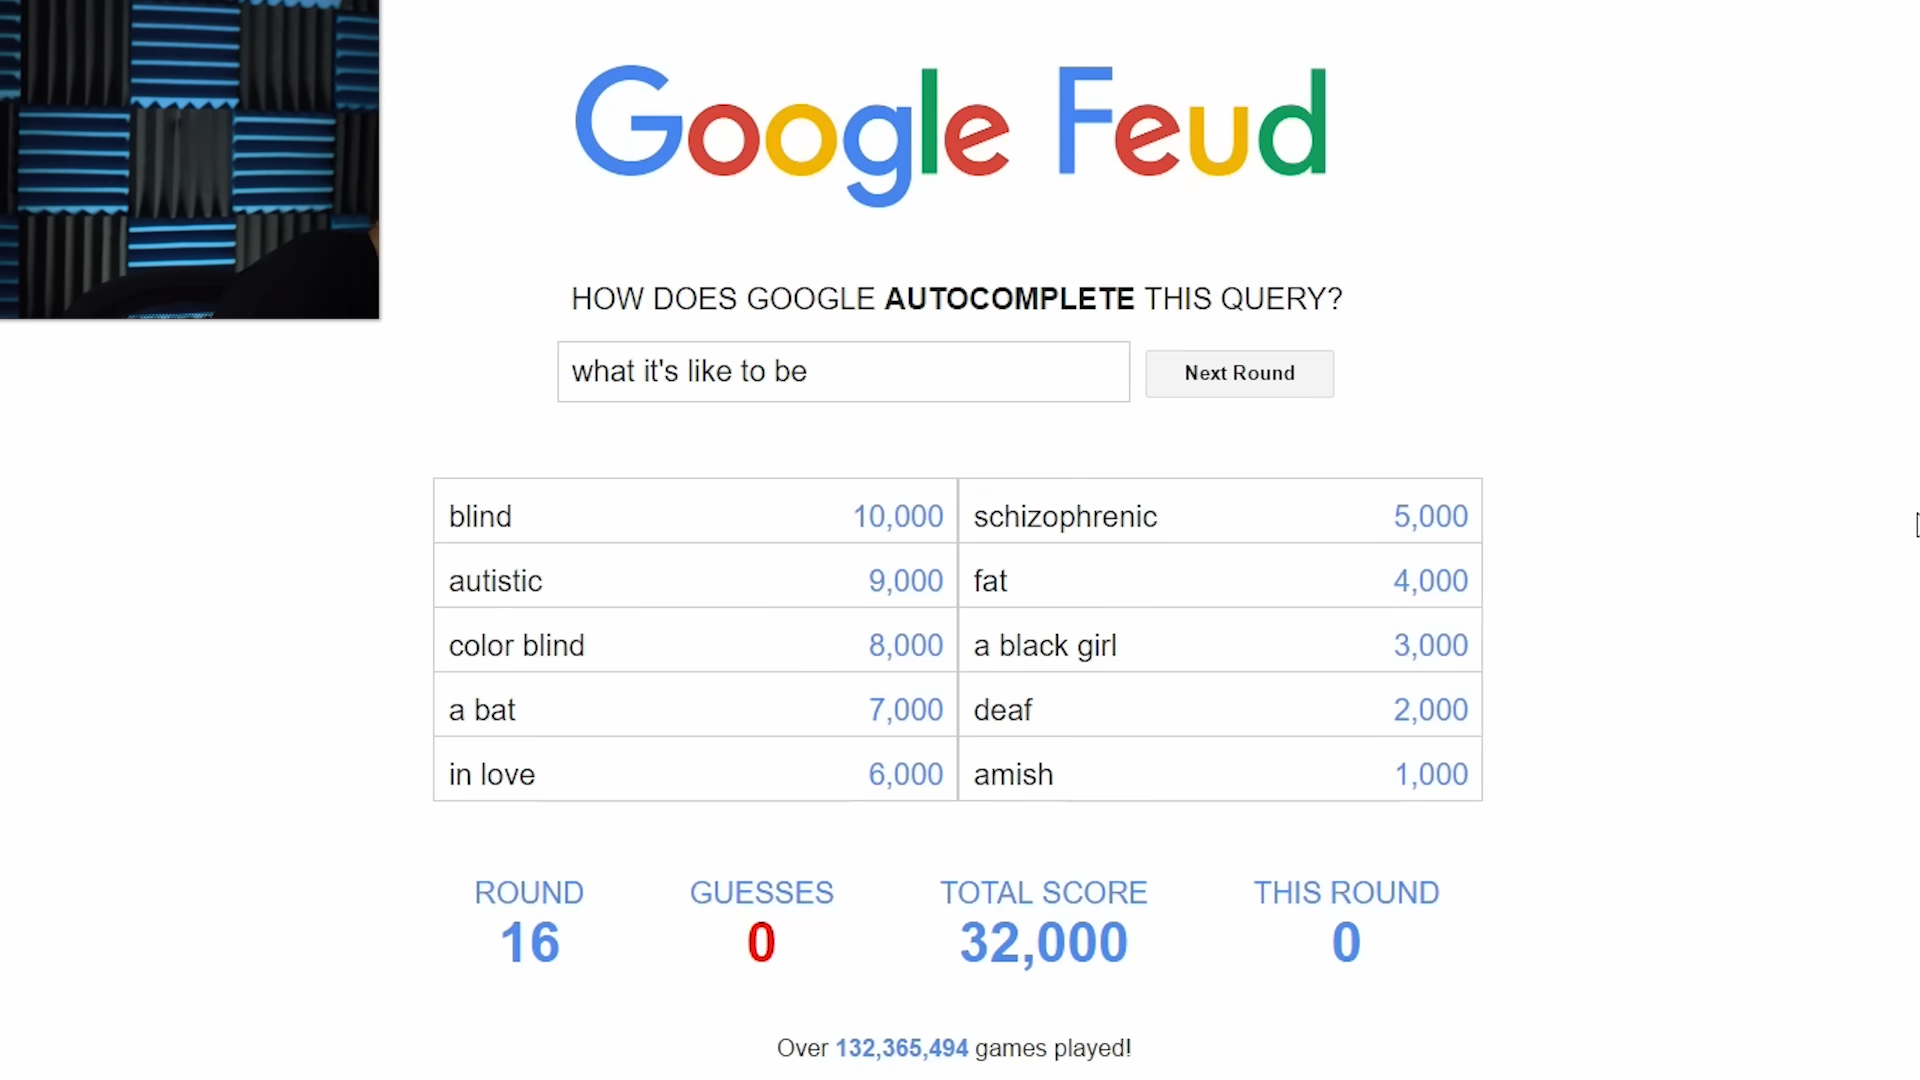 Google Feud
HOW DOES GOOGLE AUTOCOMPLETE THIS QUERY?
what it's like to be
Next Round
blind 10,000
schizophrenic 5,000
autistic 9,000
fat 4,000
color blind 8,000
a black girl 3,000
a bat 7,000
deaf 2,000
in love 6,000
amish 1,000
ROUND GUESSES TOTAL SCORE THIS ROUND
16 0 32,000 0
Over 132,365,494 games played!